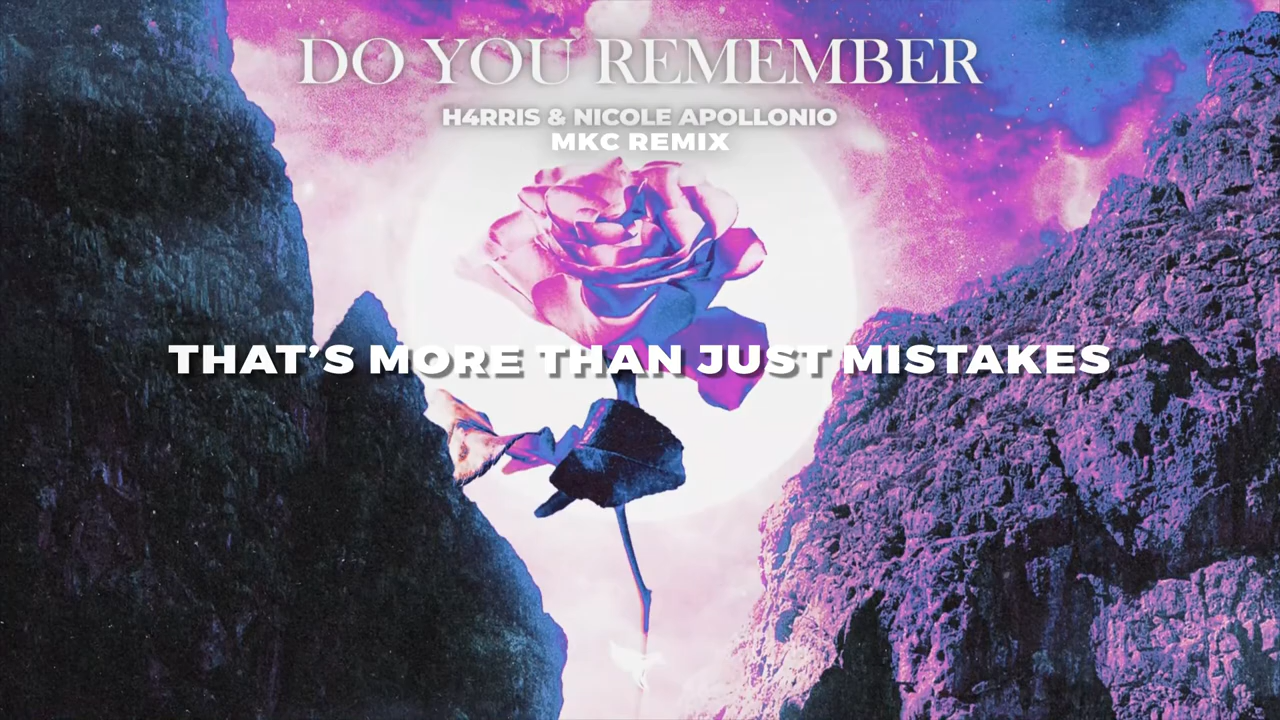 DO YOU REMEMBER
H4RRIS & NICOLE APOLLONIO
MKC REMIX
THAT'S MORE THAN JUST MISTAKES